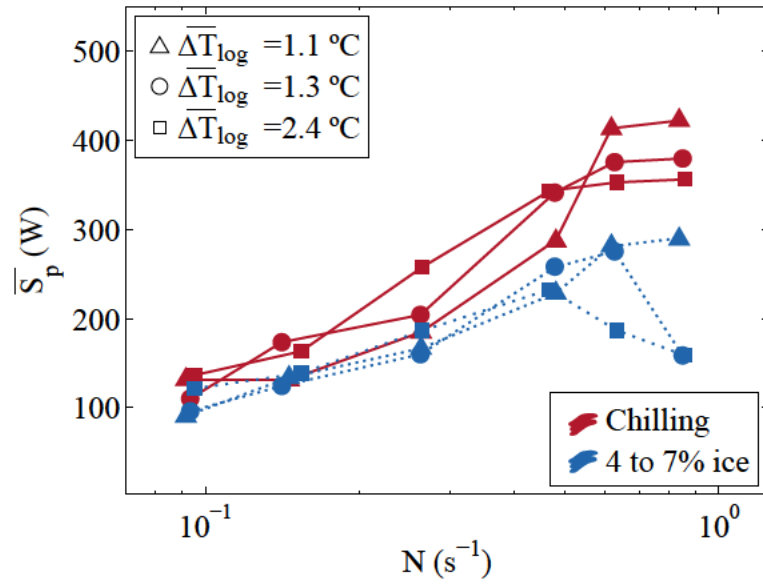 500
400
300
200
100
S̅p (W)
ΔT̅log =1.1 ºC
ΔT̅log =1.3 ºC
ΔT̅log =2.4 ºC
Chilling
4 to 7% ice
10⁻¹
10⁰
N (s⁻¹)